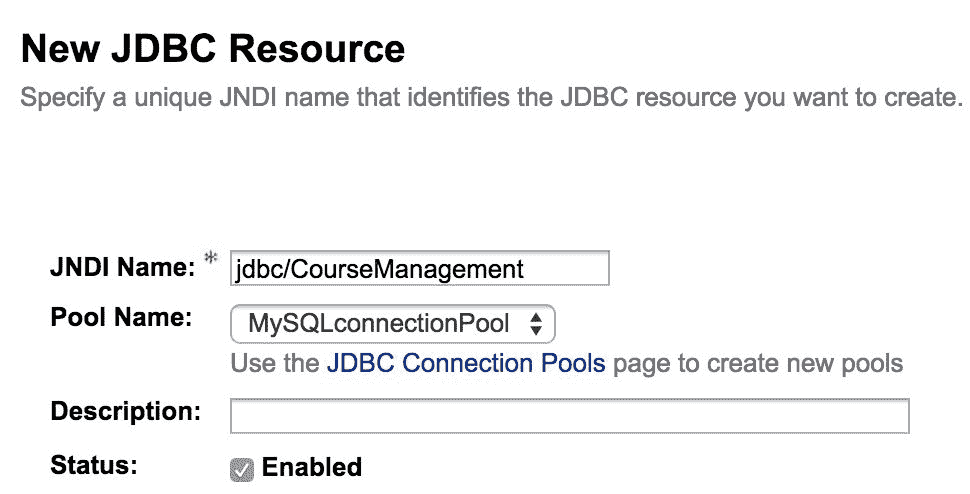 New JDBC Resource
Specify a unique JNDI name that identifies the JDBC resource you want to create.
JNDI Name: * jdbc/CourseManagement
Pool Name: MySQLconnectionPool
Use the JDBC Connection Pools page to create new pools
Description:
Status: Enabled